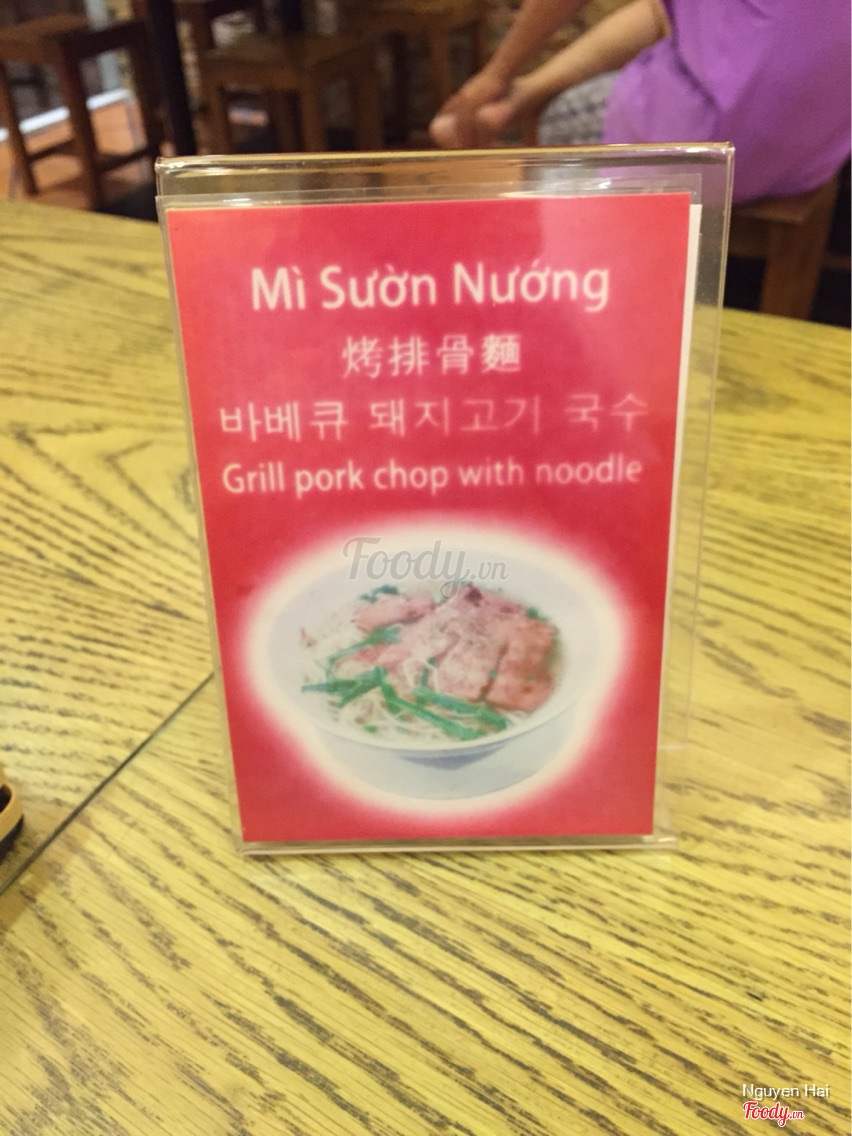 Mì Sườn Nướng
烤排骨麵
바베큐 돼지고기 국수
Grill pork chop with noodle
Foody.vn
Nguyen Hai
Foody.vn